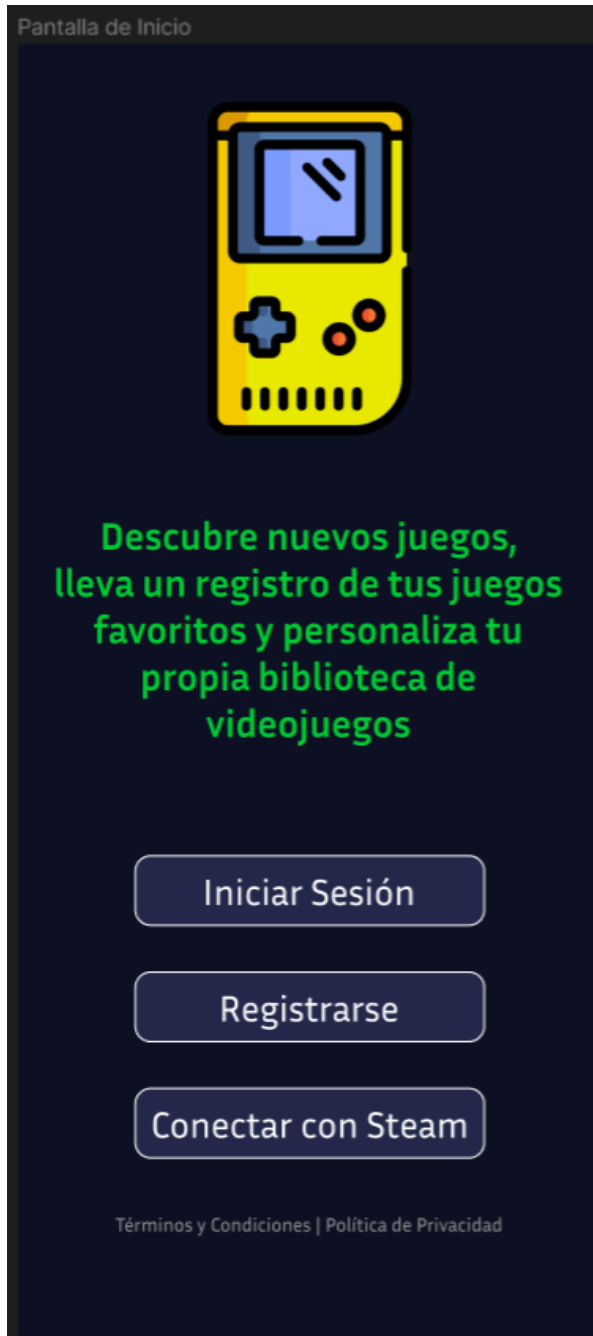 Pantalla de Inicio
Descubre nuevos juegos,
lleva un registro de tus juegos
favoritos y personaliza tu
propia biblioteca de
videojuegos
Iniciar Sesión
Registrarse
Conectar con Steam
Términos y Condiciones | Política de Privacidad